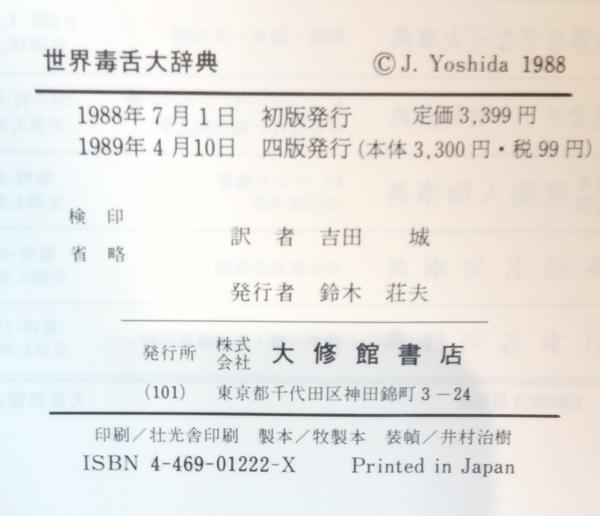 世界毒舌大辞典 © J. Yoshida 1988
1988年7月1日 初版発行 定価3,399円
1989年4月10日 四版発行(本体3,300円・税99円)
検印
省略
訳者 吉田 城
発行者 鈴木 荘夫
発行所 株式会社 大修館書店
(101) 東京都千代田区神田錦町3-24
印刷/壮光舎印刷 製本/牧製本 装幀/井村治樹
ISBN 4-469-01222-X Printed in Japan